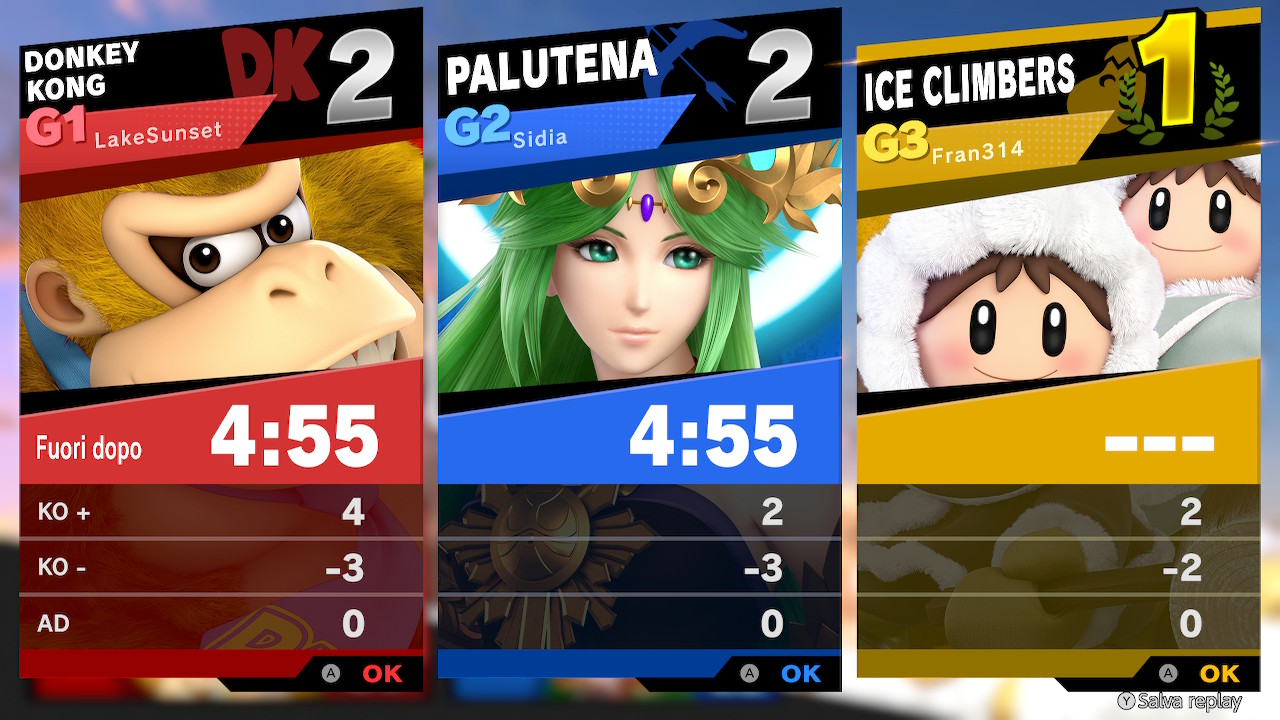 DONKEY
KONG
DK
2
G1 LakeSunset
Fuori dopo 4:55
KO + 4
KO - -3
AD 0
A OK
PALUTENA
2
G2 Sidia
4:55
2
-3
0
A OK
ICE CLIMBERS
1
G3 Fran314
---
2
-2
0
A OK
Y Salva replay